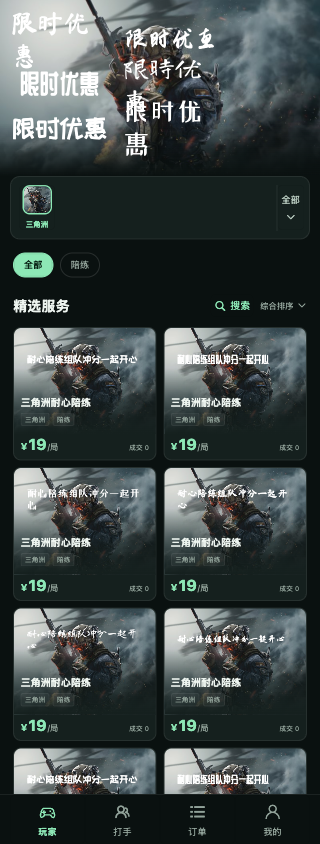 限时优
惠
限时优惠
限时优惠
限时优惠
限時优
惠
限时优
惠
三角洲
全部
全部
陪练
精选服务
搜索
综合排序
耐心陪练组队冲分一起开心
三角洲耐心陪练
三角洲
陪练
¥19/局
成交 0
耐心陪练组队冲分一起开心
三角洲耐心陪练
三角洲
陪练
¥19/局
成交 0
耐心陪练组队冲分一起开
心
三角洲耐心陪练
三角洲
陪练
¥19/局
成交 0
耐心陪练组队冲分一起开
心
三角洲耐心陪练
三角洲
陪练
¥19/局
成交 0
耐心陪练组队冲分一起开
心
三角洲耐心陪练
三角洲
陪练
¥19/局
成交 0
耐心陪练组队冲分一起开心
三角洲耐心陪练
三角洲
陪练
¥19/局
成交 0
耐心陪练组队冲分一起开心
耐心陪练组队冲分一起开心
玩家
打手
订单
我的